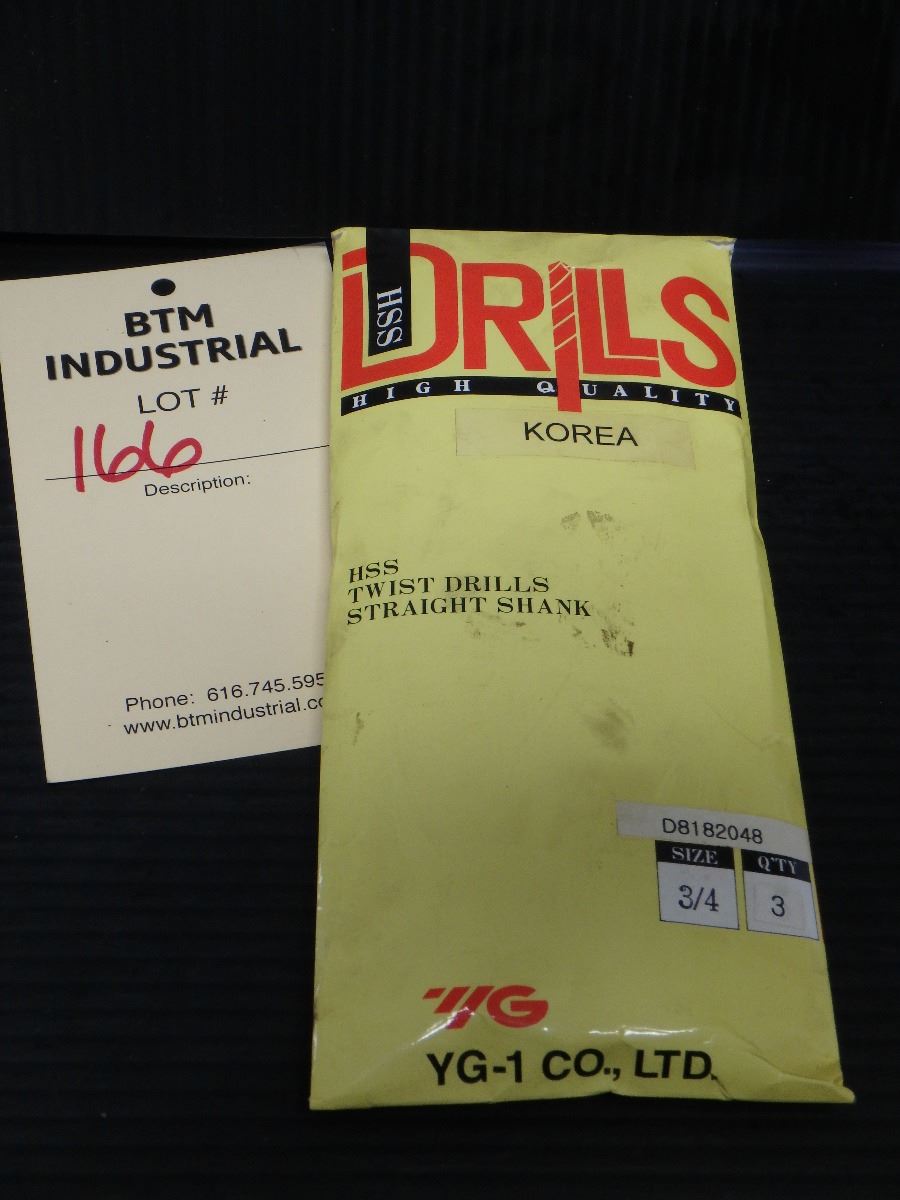 BTM
INDUSTRIAL
LOT #
166
Description:
Phone: 616.745.595
www.btmindustrial.co
HSS
DRILLS
HIGH QUALITY
KOREA
HSS
TWIST DRILLS
STRAIGHT SHANK
D8182048
SIZE Q'TY
3/4 3
YG
YG-1 CO., LTD.